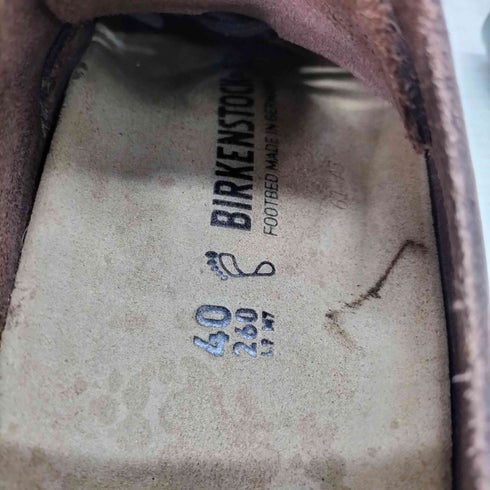 BIRKENSTOCK
FOOTBED MADE IN GERMANY
40
260
L7 M7